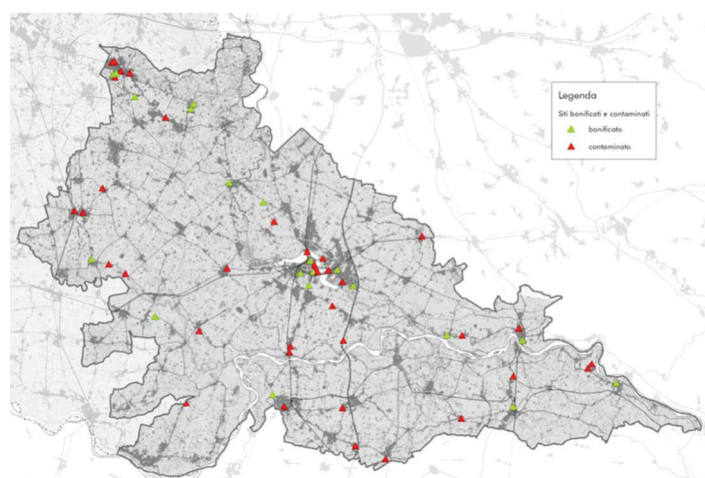 Legenda
Siti bonificati e contaminati
bonificato
contaminato